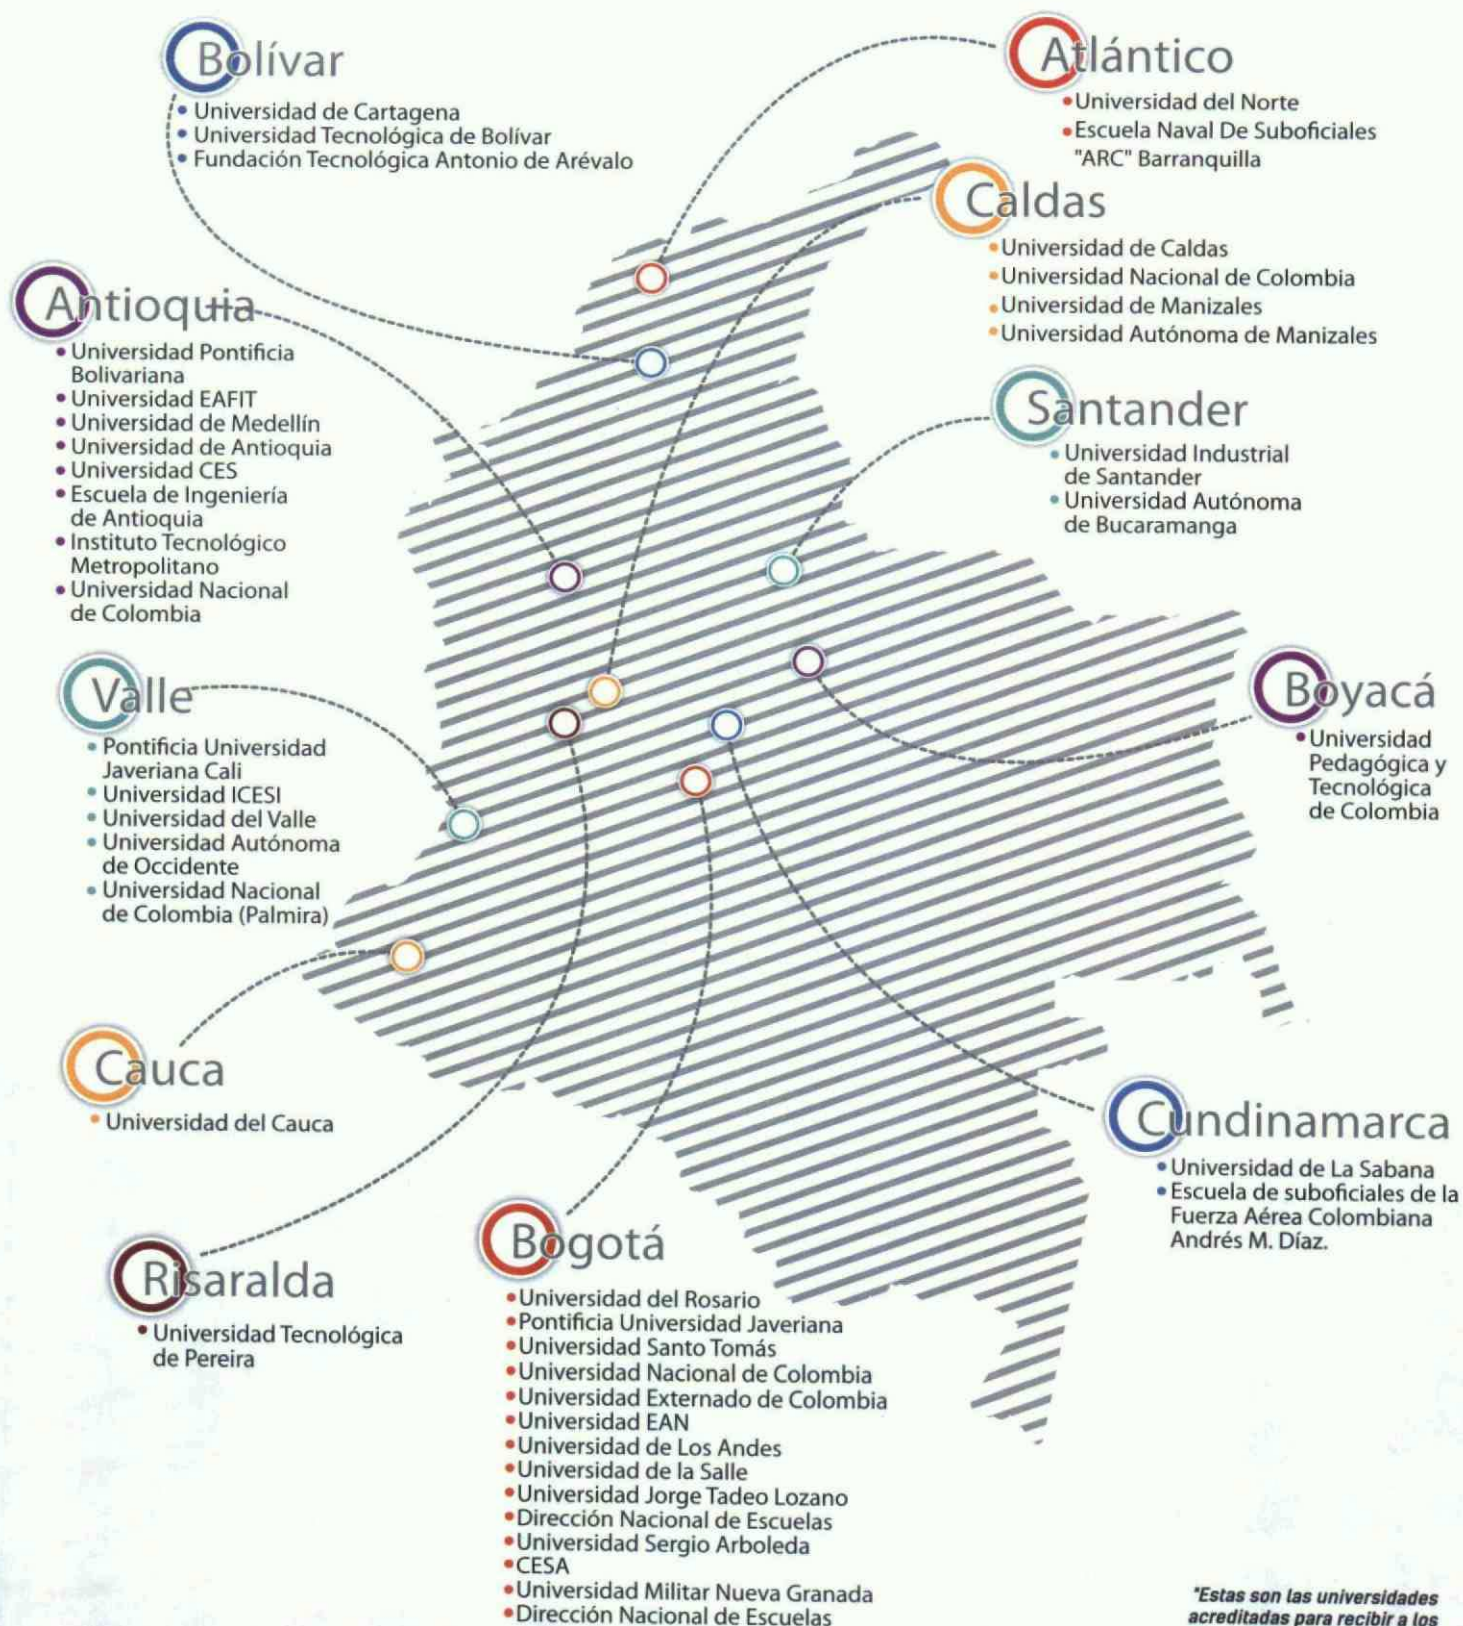 Bolívar
• Universidad de Cartagena
• Universidad Tecnológica de Bolívar
• Fundación Tecnológica Antonio de Arévalo
Atlántico
• Universidad del Norte
• Escuela Naval De Suboficiales
"ARC" Barranquilla
Caldas
• Universidad de Caldas
• Universidad Nacional de Colombia
• Universidad de Manizales
• Universidad Autónoma de Manizales
Antioquia
• Universidad Pontificia
Bolivariana
• Universidad EAFIT
• Universidad de Medellín
• Universidad de Antioquia
• Universidad CES
• Escuela de Ingeniería
de Antioquia
• Instituto Tecnológico
Metropolitano
• Universidad Nacional
de Colombia
Santander
• Universidad Industrial
de Santander
• Universidad Autónoma
de Bucaramanga
Valle
• Pontificia Universidad
Javeriana Cali
• Universidad ICESI
• Universidad del Valle
• Universidad Autónoma
de Occidente
• Universidad Nacional
de Colombia (Palmira)
Boyacá
• Universidad
Pedagógica y
Tecnológica
de Colombia
Cauca
• Universidad del Cauca
Cundinamarca
• Universidad de La Sabana
• Escuela de suboficiales de la
Fuerza Aérea Colombiana
Andrés M. Díaz.
Risaralda
• Universidad Tecnológica
de Pereira
Bogotá
• Universidad del Rosario
• Pontificia Universidad Javeriana
• Universidad Santo Tomás
• Universidad Nacional de Colombia
• Universidad Externado de Colombia
• Universidad EAN
• Universidad de Los Andes
• Universidad de la Salle
• Universidad Jorge Tadeo Lozano
• Dirección Nacional de Escuelas
• Universidad Sergio Arboleda
• CESA
• Universidad Militar Nueva Granada
• Dirección Nacional de Escuelas
*Estas son las universidades
acreditadas para recibir a los